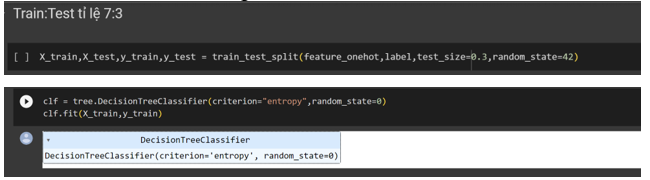 Train:Test tỉ lệ 7:3
[ ] X_train,X_test,y_train,y_test = train_test_split(feature_onehot,label,test_size=0.3,random_state=42)
clf = tree.DecisionTreeClassifier(criterion="entropy",random_state=0)
clf.fit(X_train,y_train)
DecisionTreeClassifier
DecisionTreeClassifier(criterion='entropy', random_state=0)